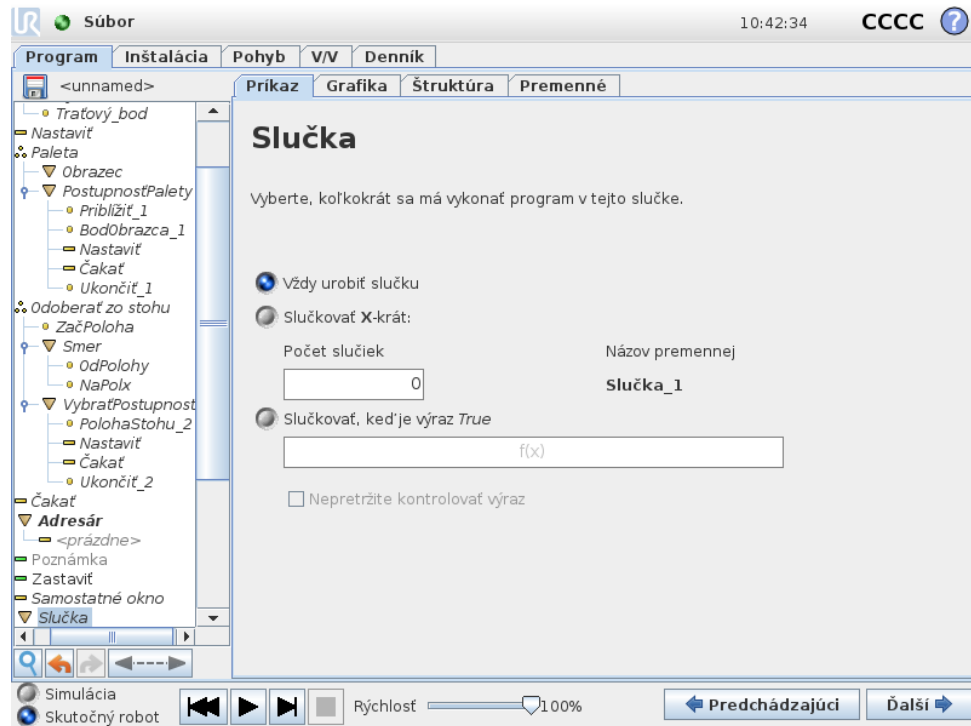 UR Súbor 10:42:34 CCCC ?
Program Inštalácia Pohyb V/V Denník
<unnamed>
Príkaz Grafika Štruktúra Premenné
Traťový_bod
Nastaviť
Paleta
Obrazec
PostupnosťPalety
Priblížiť_1
BodObrazca_1
Nastaviť
Čakať
Ukončiť_1
Odoberať zo stohu
ZačPoloha
Smer
OdPolohy
NaPolx
VybraťPostupnost
PolohaStohu_2
Nastaviť
Čakať
Ukončiť_2
Čakať
Adresár
<prázdne>
Poznámka
Zastaviť
Samostatné okno
Slučka
Slučka
Vyberte, koľkokrát sa má vykonať program v tejto slučke.
Vždy urobiť slučku
Slučkovať X-krát:
Počet slučiek Názov premennej
0 Slučka_1
Slučkovať, keď je výraz True
f(x)
Nepretržite kontrolovať výraz
Simulácia
Skutočný robot
Rýchlosť 100%
Predchádzajúci Ďalší